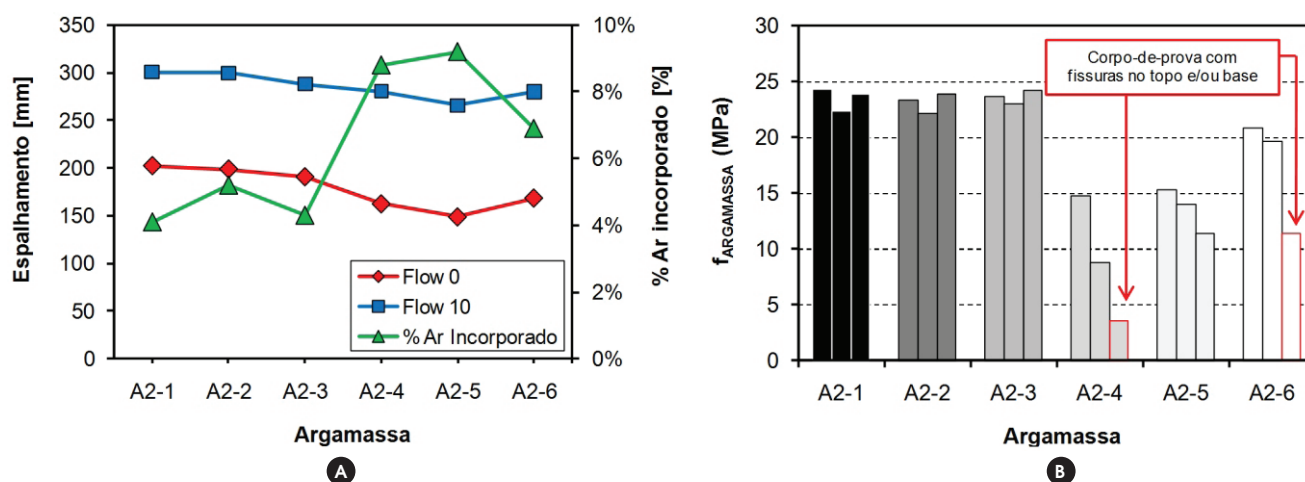 350
300
250
200
150
100
50
0
Espalhamento [mm]
10%
8%
6%
4%
2%
0%
% Ar incorporado [%]
Flow 0
Flow 10
% Ar Incorporado
A2-1 A2-2 A2-3 A2-4 A2-5 A2-6
Argamassa
A
30
25
20
15
10
5
0
fARGAMASSA (MPa)
Corpo-de-prova com
fissuras no topo e/ou base
A2-1 A2-2 A2-3 A2-4 A2-5 A2-6
Argamassa
B